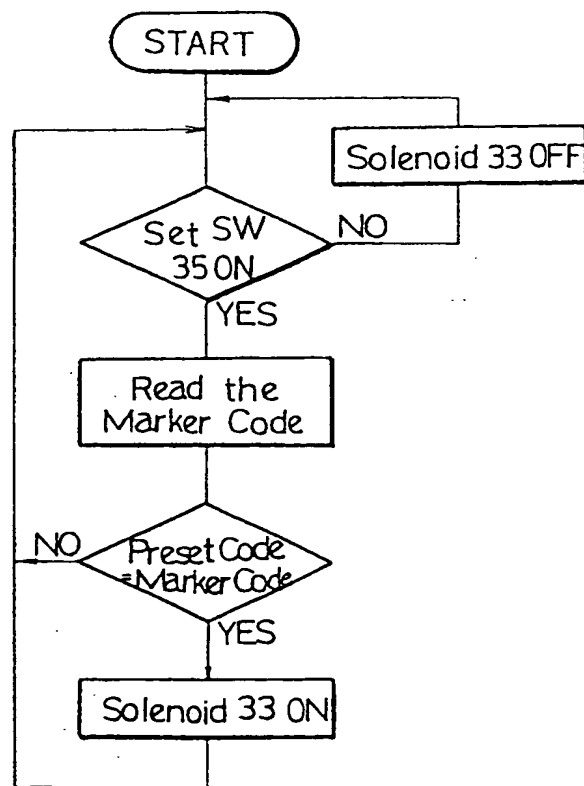 START
Solenoid 33 OFF
Set SW
35 ON
NO
YES
Read the
Marker Code
NO
Preset Code
=Marker Code
YES
Solenoid 33 ON